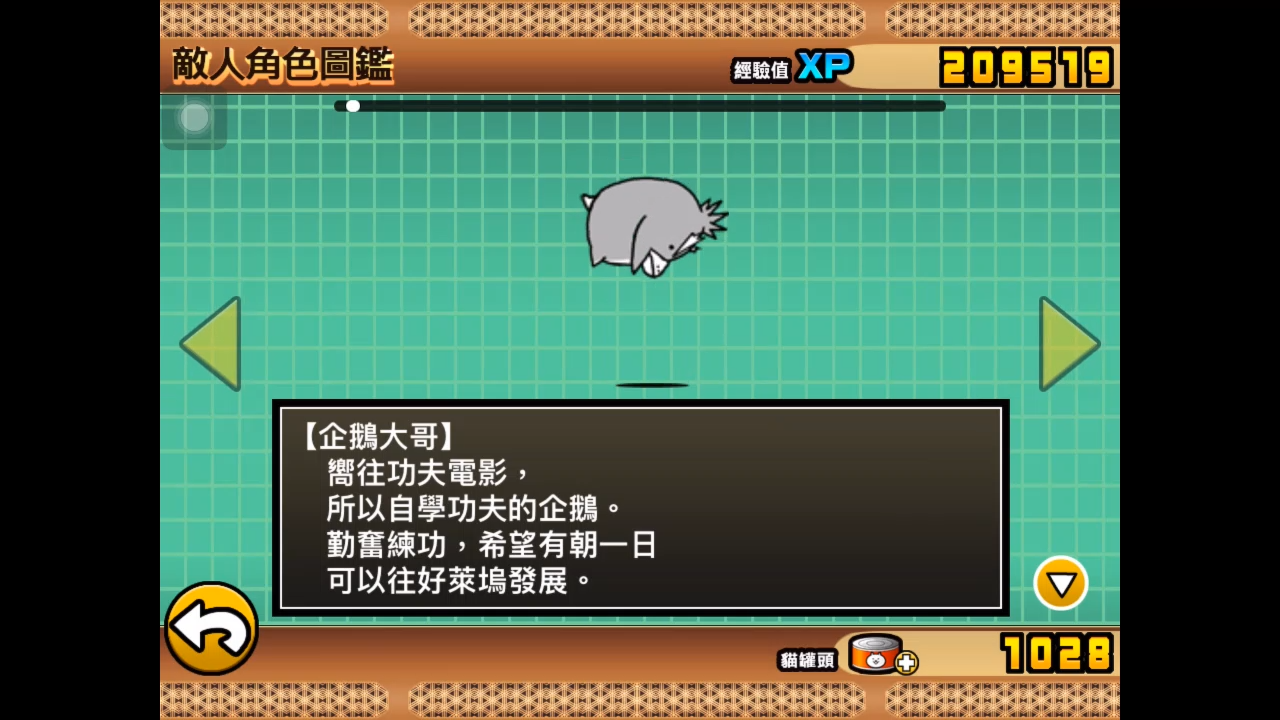 敵人角色圖鑑
經驗值 XP 209519
【企鵝大哥】
嚮往功夫電影，
所以自學功夫的企鵝。
勤奮練功，希望有朝一日
可以往好萊塢發展。
貓罐頭 1028